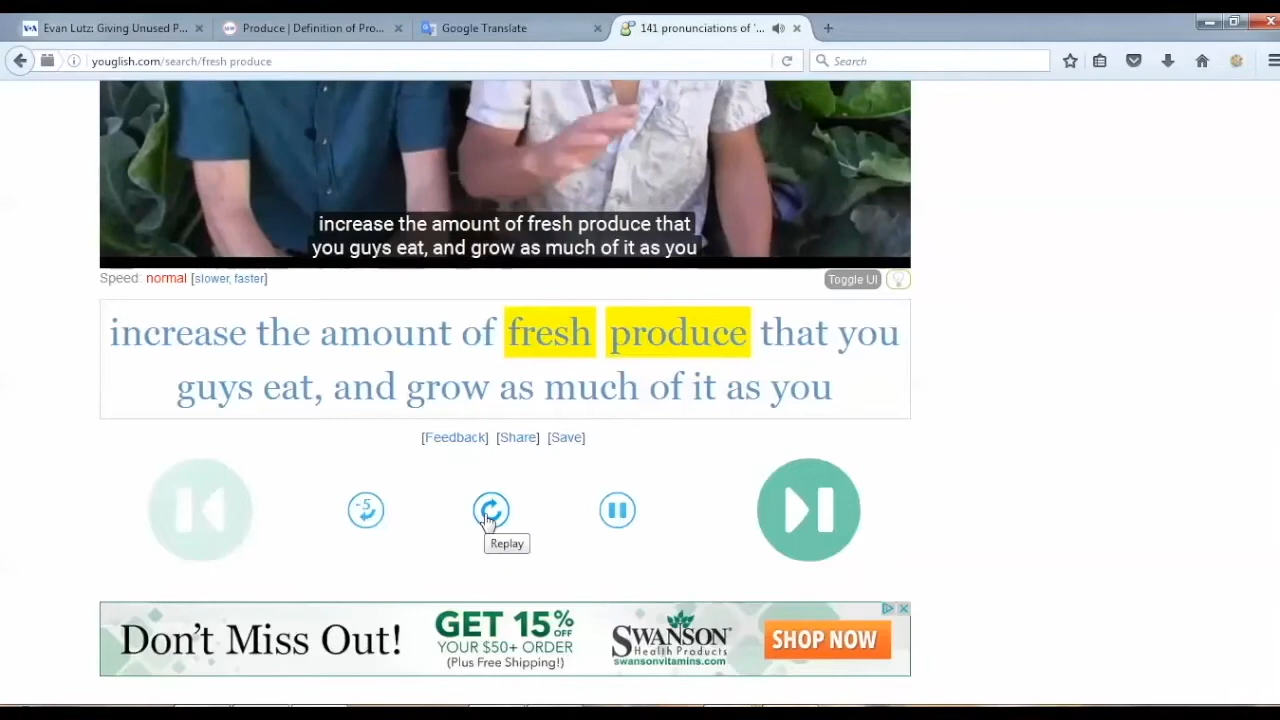 Evan Lutz: Giving Unused P...
Produce | Definition of Pro...
Google Translate
141 pronunciations of '...
youglish.com/search/fresh produce
Search
increase the amount of fresh produce that
you guys eat, and grow as much of it as you
Speed: normal [slower, faster]
Toggle UI
increase the amount of fresh produce that you
guys eat, and grow as much of it as you
[Feedback] [Share] [Save]
-5
Replay
Don't Miss Out!
GET 15% OFF
YOUR $50+ ORDER
(Plus Free Shipping!)
SWANSON
Health Products
swansonvitamins.com
SHOP NOW